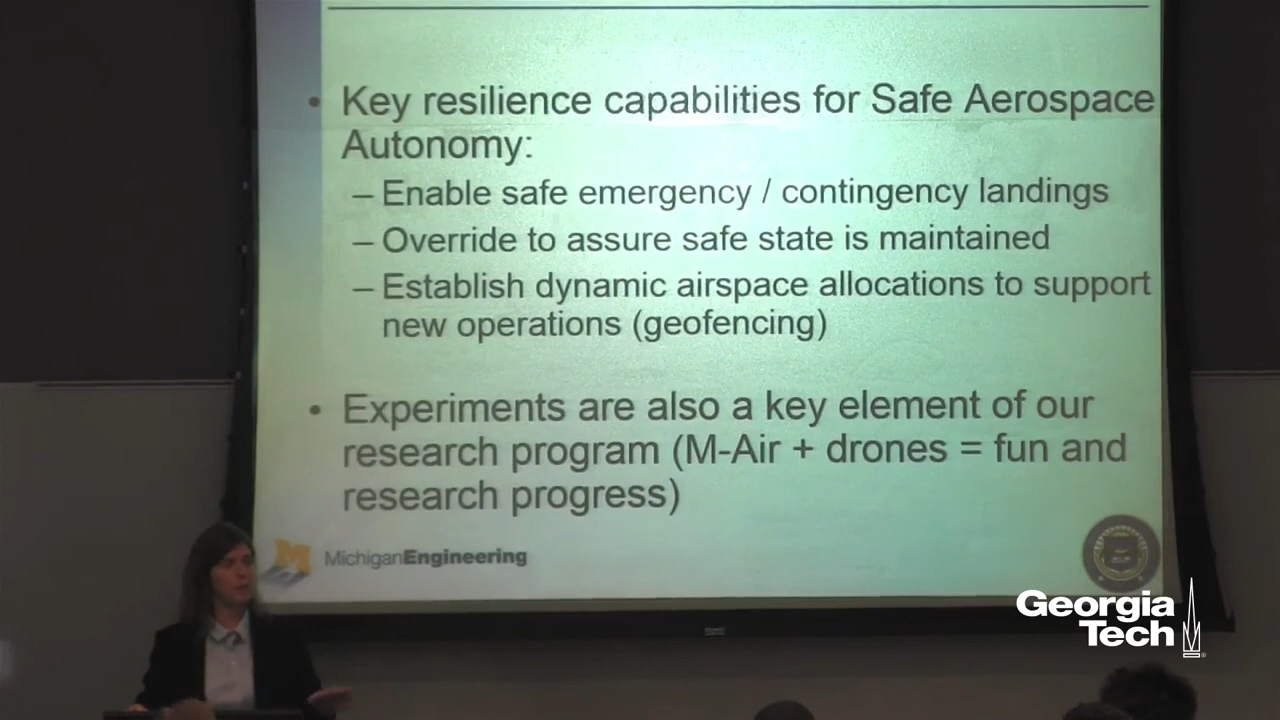 • Key resilience capabilities for Safe Aerospace
Autonomy:
– Enable safe emergency / contingency landings
– Override to assure safe state is maintained
– Establish dynamic airspace allocations to support
new operations (geofencing)
• Experiments are also a key element of our
research program (M-Air + drones = fun and
research progress)
M MichiganEngineering
Georgia
Tech